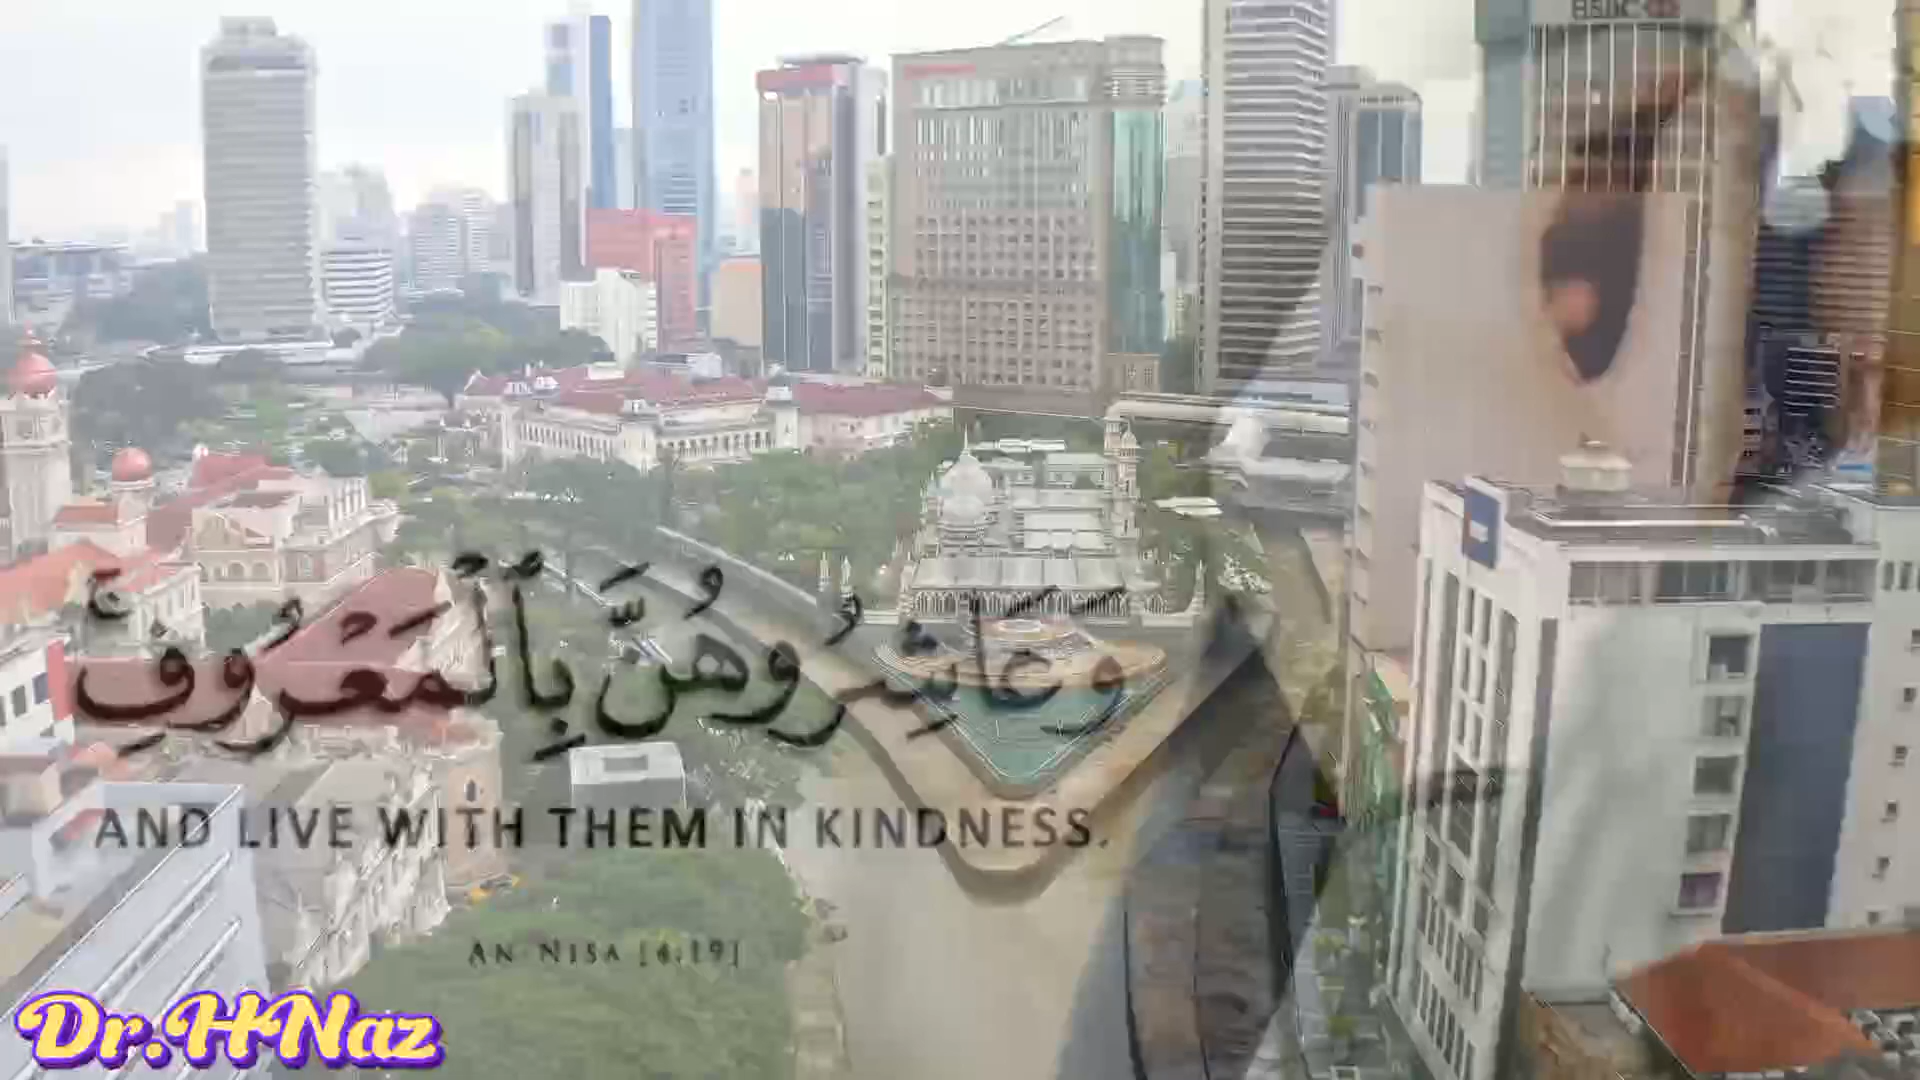 HSBC
وَعَاشِرُوهُنَّ بِٱلْمَعْرُوفِۚ
AND LIVE WITH THEM IN KINDNESS.
AN-NISA [4:19]
Dr.HNaz